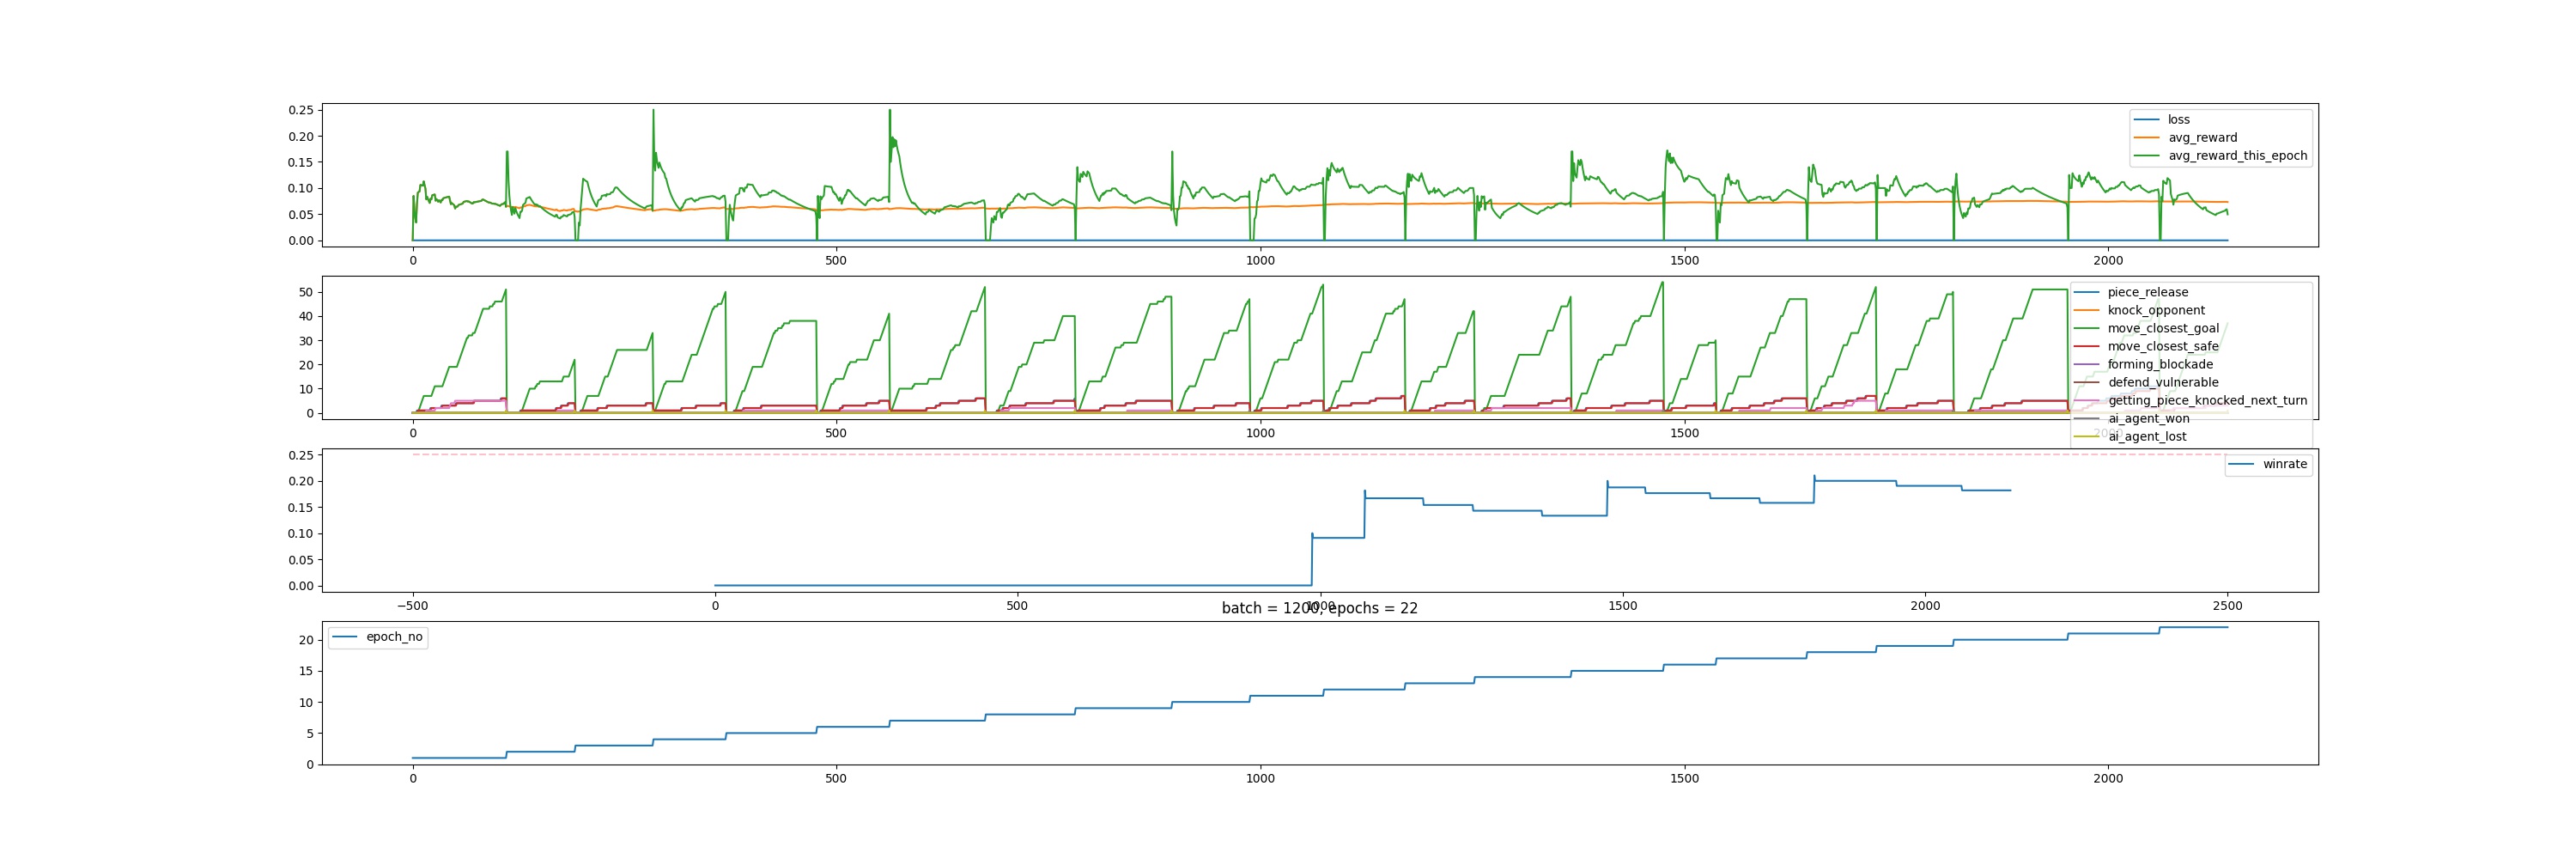 0.25
0.20
0.15
0.10
0.05
0.00
loss
avg_reward
avg_reward_this_epoch
0 500 1000 1500 2000
50
40
30
20
10
0
piece_release
knock_opponent
move_closest_goal
move_closest_safe
forming_blockade
defend_vulnerable
getting_piece_knocked_next_turn
ai_agent_won
ai_agent_lost
0 500 1000 1500 2000
0.25
0.20
0.15
0.10
0.05
0.00
winrate
−500 0 500 1000 1500 2000 2500
batch = 1200, epochs = 22
20
15
10
5
0
epoch_no
0 500 1000 1500 2000